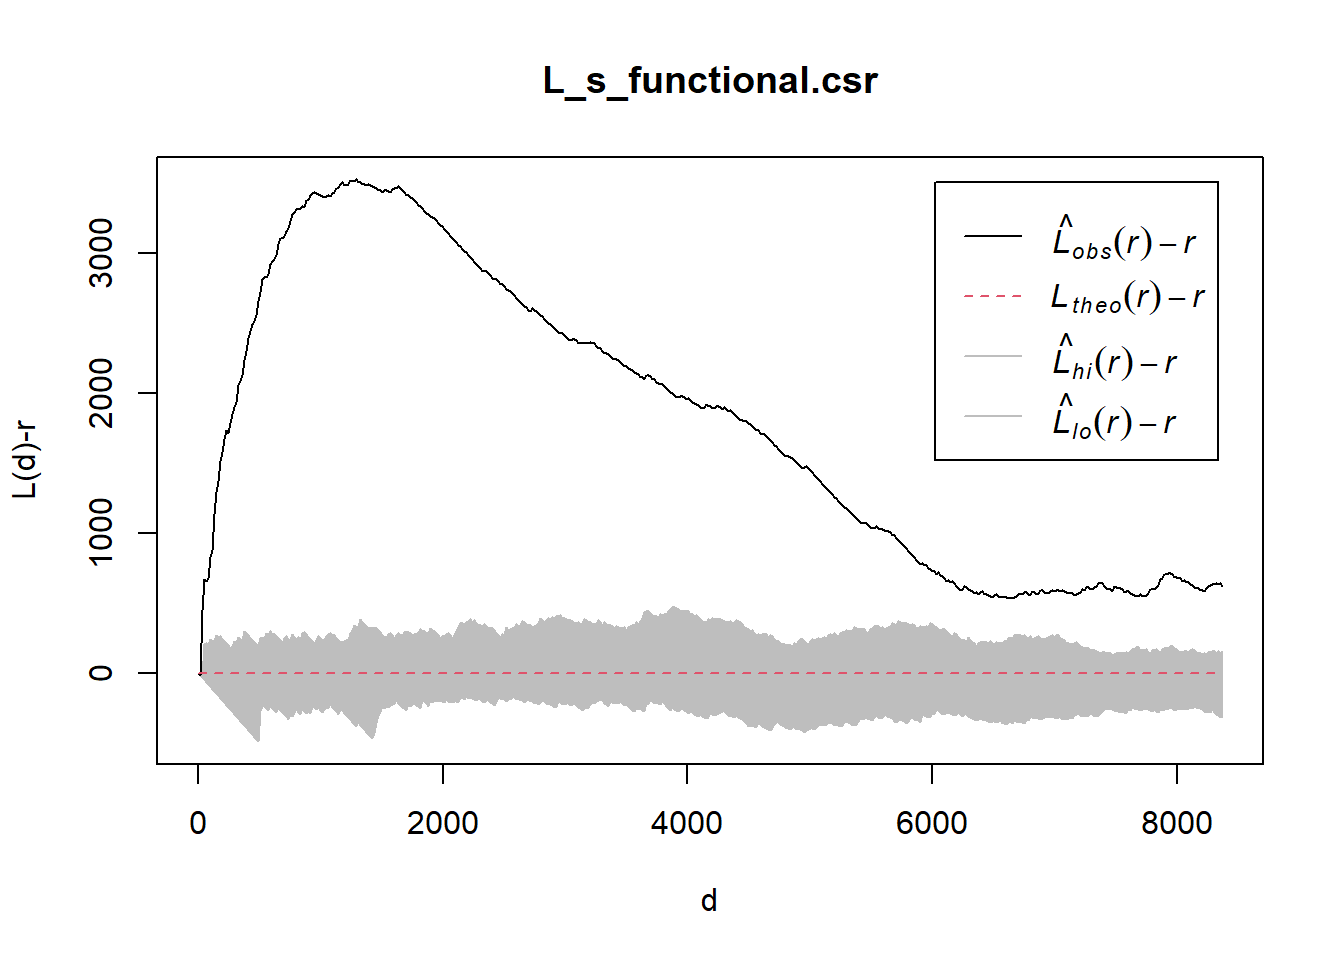 L_s_functional.csr
L(d)-r
3000
2000
1000
0
L̂obs(r) − r
Ltheo(r) − r
L̂hi(r) − r
L̂lo(r) − r
0 2000 4000 6000 8000
d